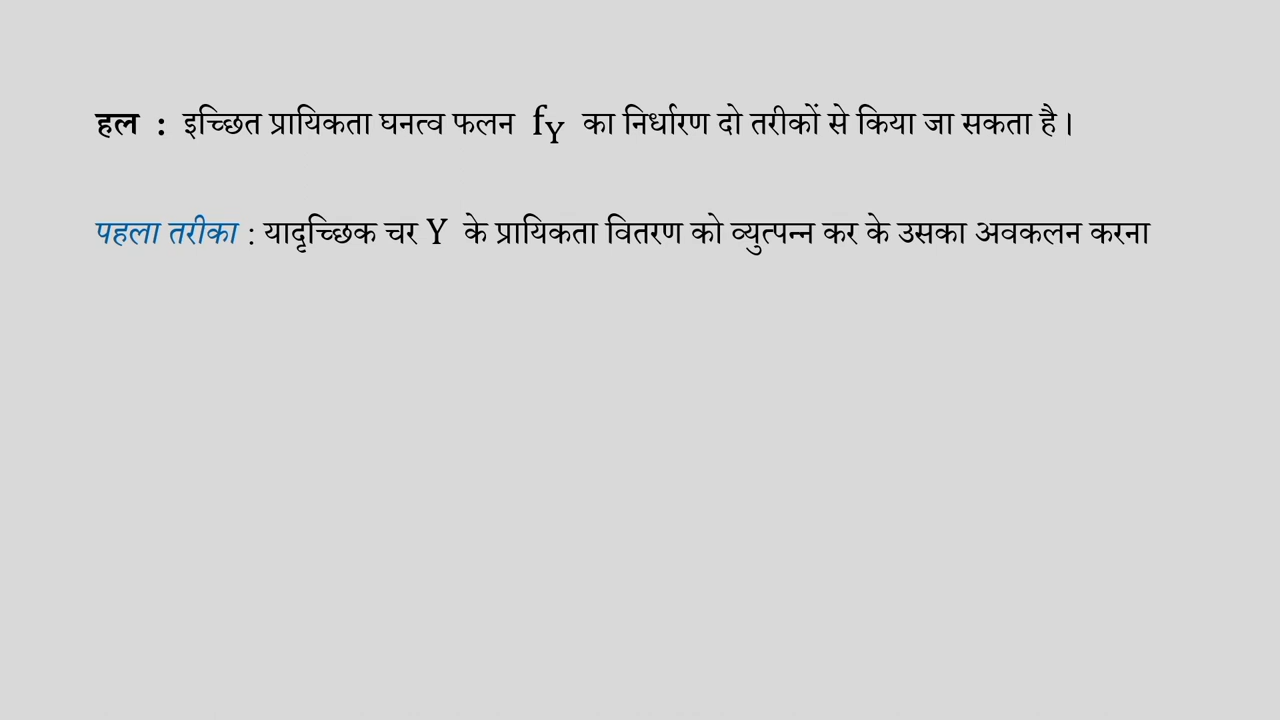 हल : इच्छित प्रायिकता घनत्व फलन f_Y का निर्धारण दो तरीकों से किया जा सकता है।
पहला तरीका : यादृच्छिक चर Y के प्रायिकता वितरण को व्युत्पन्न कर के उसका अवकलन करना